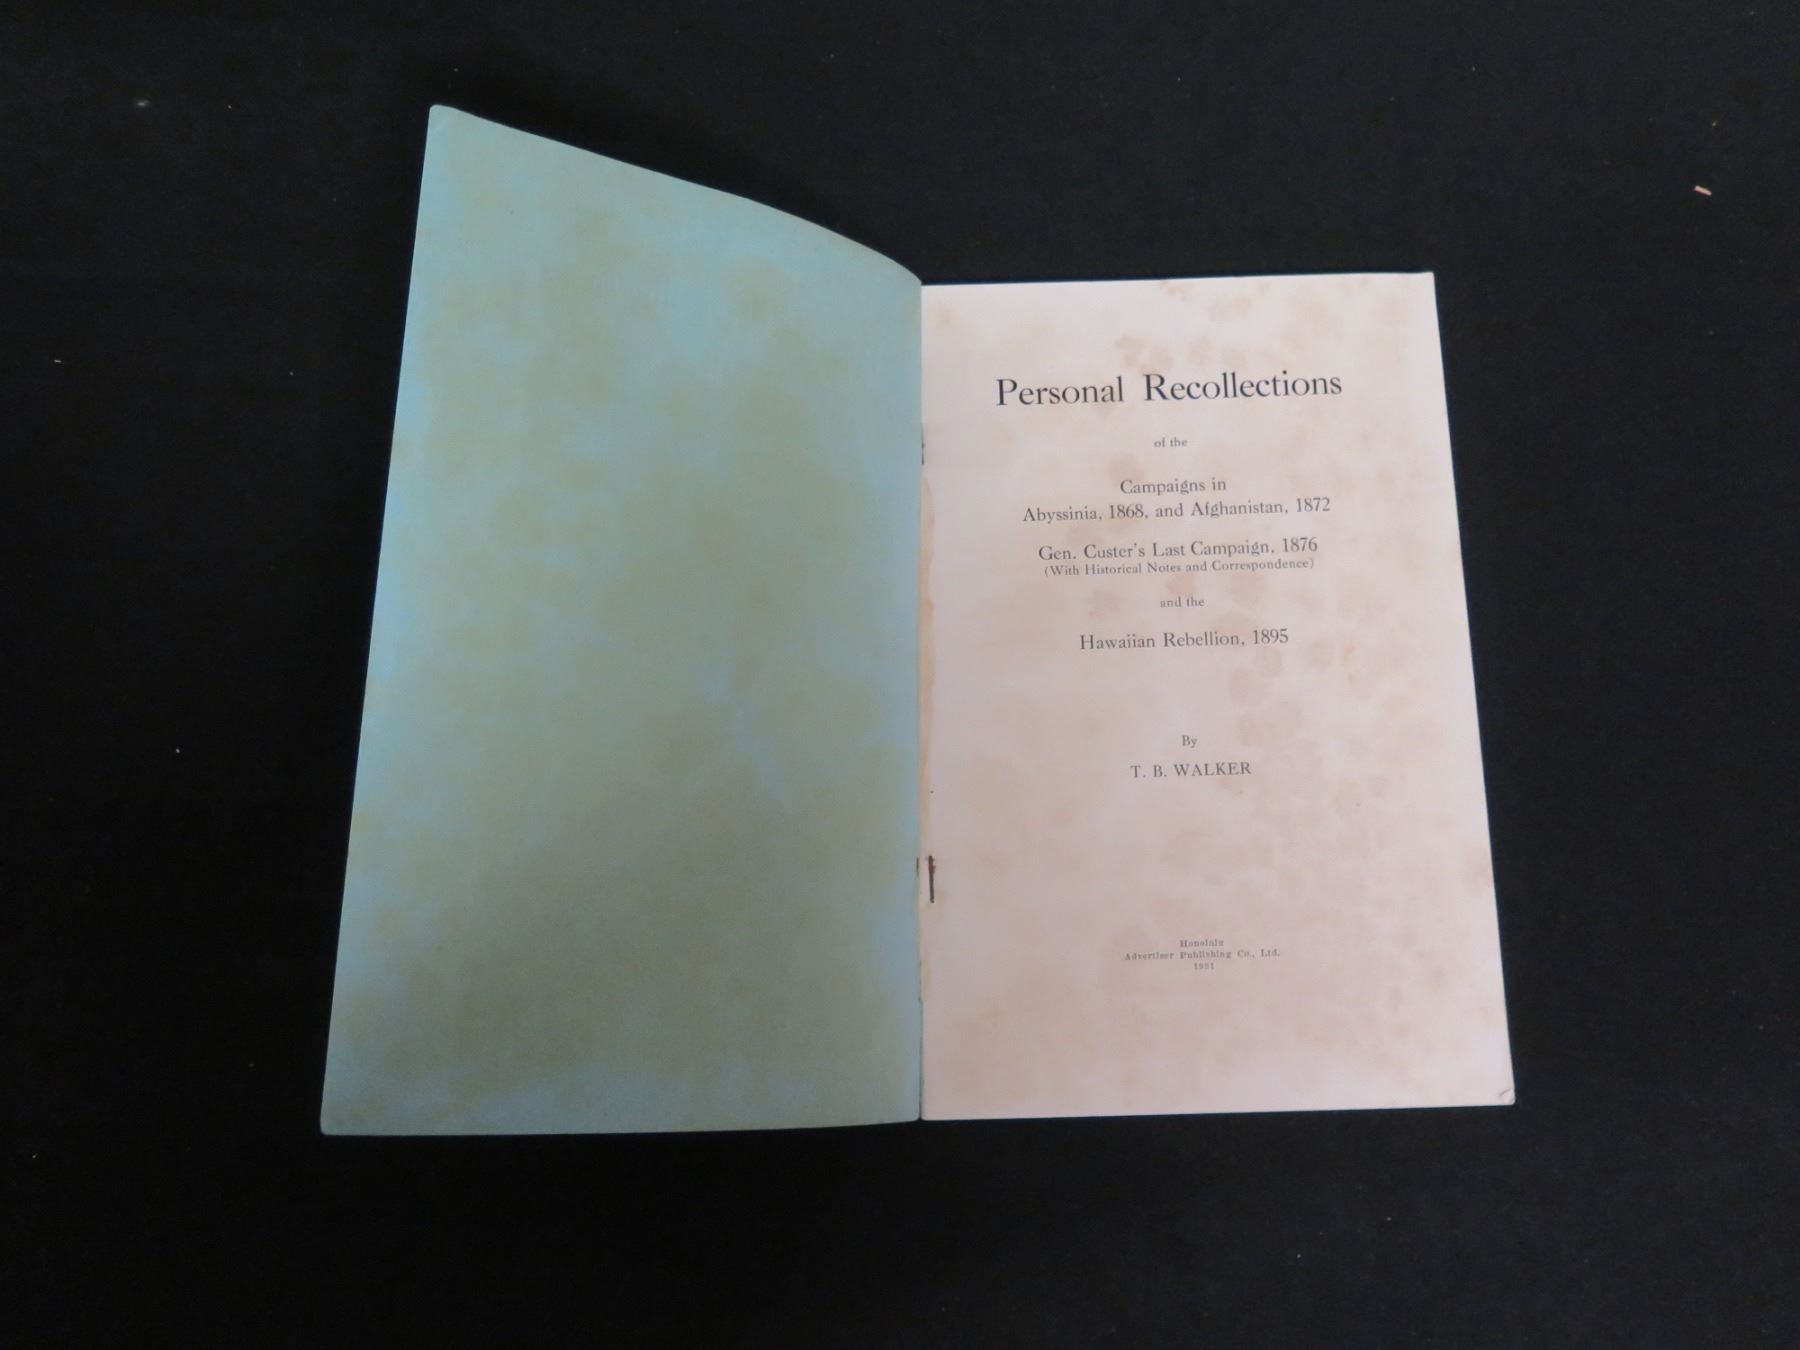 Personal Recollections
of the
Campaigns in
Abyssinia, 1868, and Afghanistan, 1872
Gen. Custer's Last Campaign, 1876
(With Historical Notes and Correspondence)
and the
Hawaiian Rebellion, 1895
By
T. B. WALKER
Honolulu
Advertiser Publishing Co., Ltd.
1931